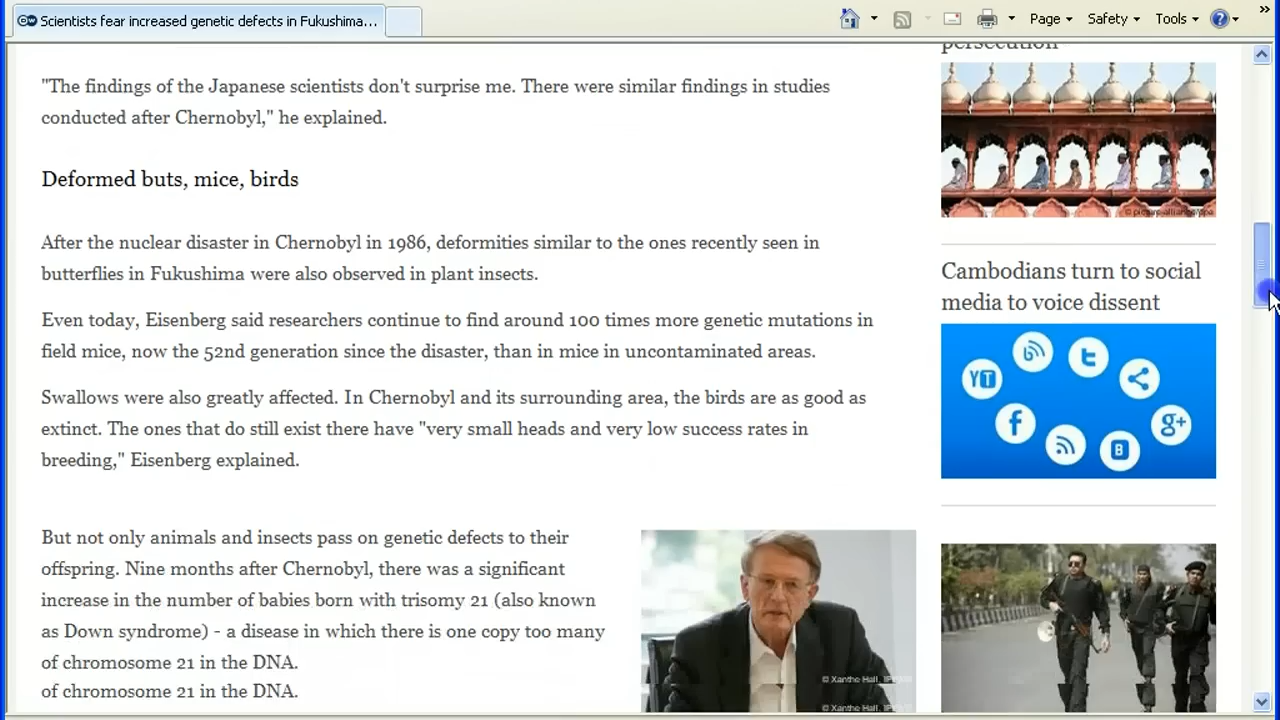 Scientists fear increased genetic defects in Fukushima...
Page
Safety
Tools
"The findings of the Japanese scientists don't surprise me. There were similar findings in studies
conducted after Chernobyl," he explained.
Deformed buts, mice, birds
After the nuclear disaster in Chernobyl in 1986, deformities similar to the ones recently seen in
butterflies in Fukushima were also observed in plant insects.
Even today, Eisenberg said researchers continue to find around 100 times more genetic mutations in
field mice, now the 52nd generation since the disaster, than in mice in uncontaminated areas.
Swallows were also greatly affected. In Chernobyl and its surrounding area, the birds are as good as
extinct. The ones that do still exist there have "very small heads and very low success rates in
breeding," Eisenberg explained.
But not only animals and insects pass on genetic defects to their
offspring. Nine months after Chernobyl, there was a significant
increase in the number of babies born with trisomy 21 (also known
as Down syndrome) - a disease in which there is one copy too many
of chromosome 21 in the DNA.
of chromosome 21 in the DNA.
© Xanthe Hall,
© Xanthe Hall,
persecution
© picture-alliance/dpa
Cambodians turn to social
media to voice dissent